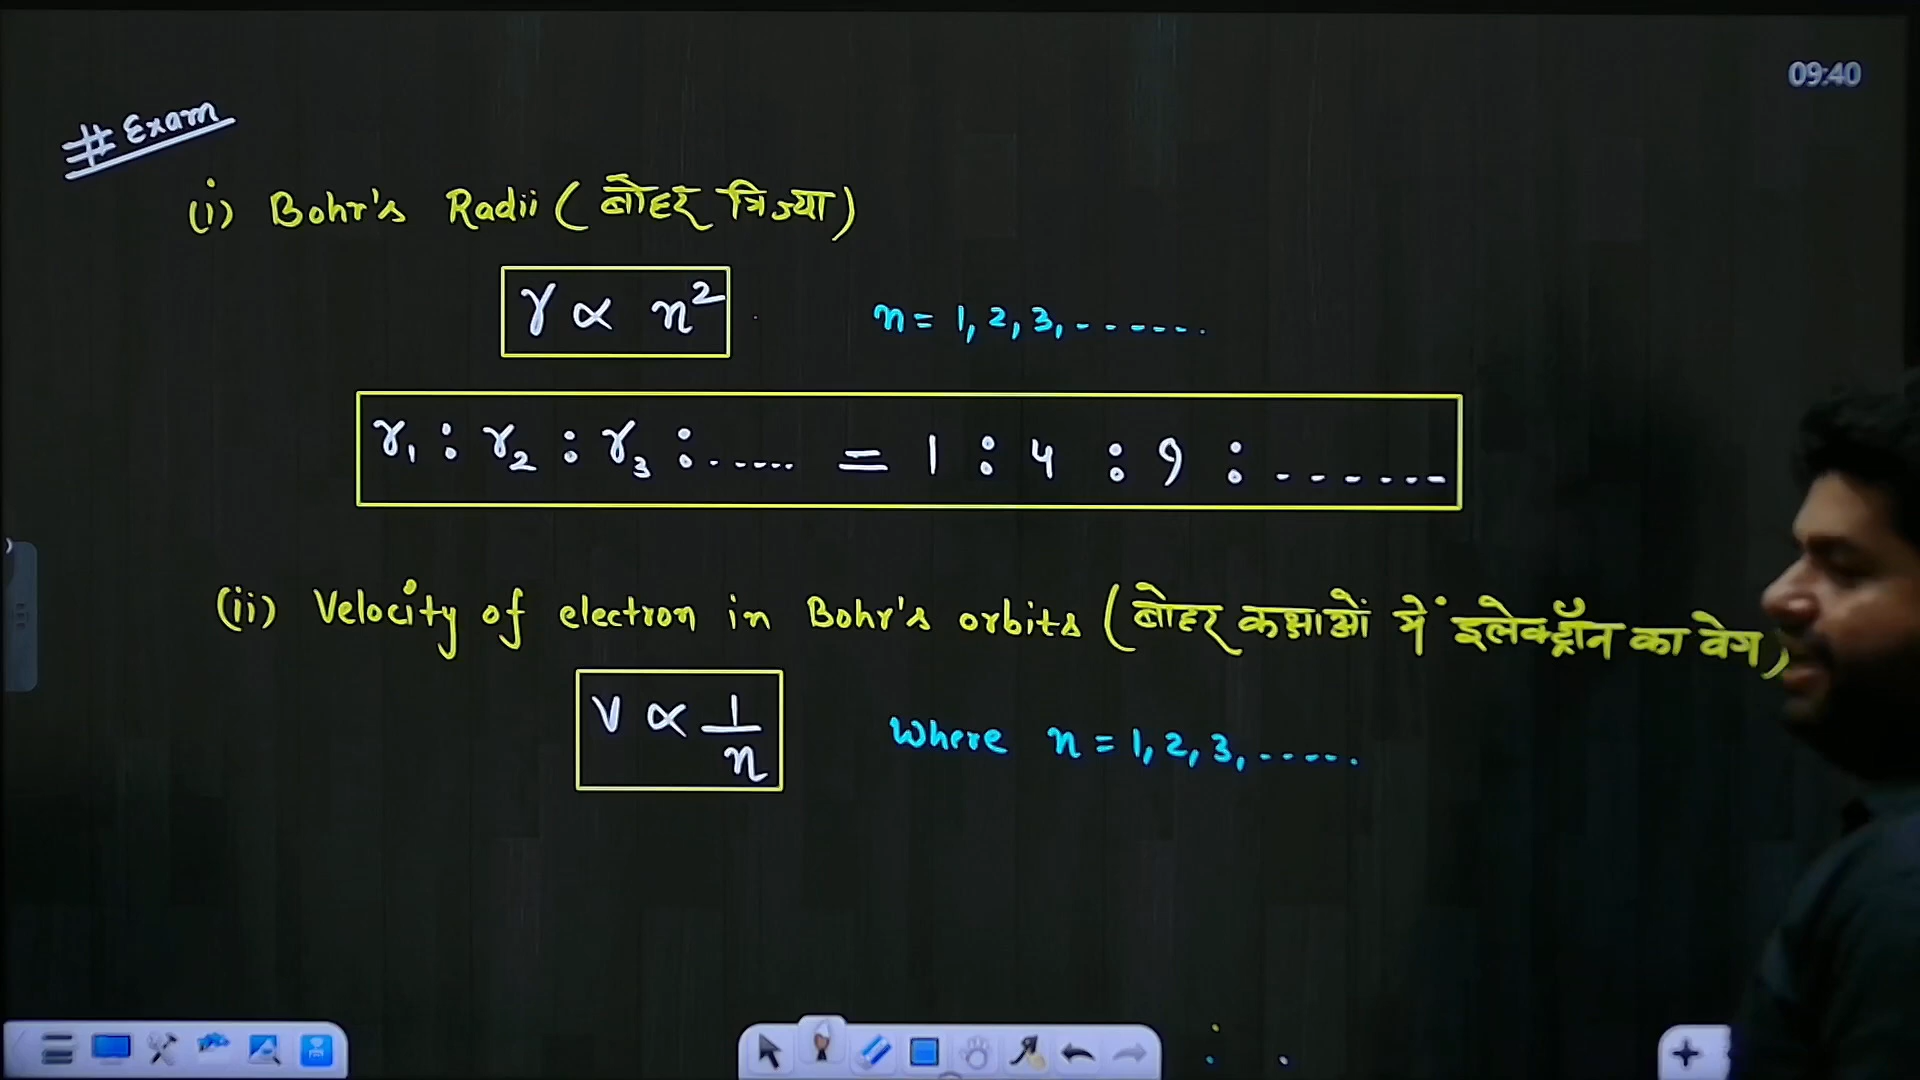 09:40
# Exam
(i) Bohr's Radii (बोहर त्रिज्या)
r ∝ n²
n = 1, 2, 3, .......
r₁ : r₂ : r₃ : ..... = 1 : 4 : 9 : .......
(ii) Velocity of electron in Bohr's orbits (बोहर कक्षाओं में इलेक्ट्रॉन का वेग)
v ∝ 1/n
Where n = 1, 2, 3, ......